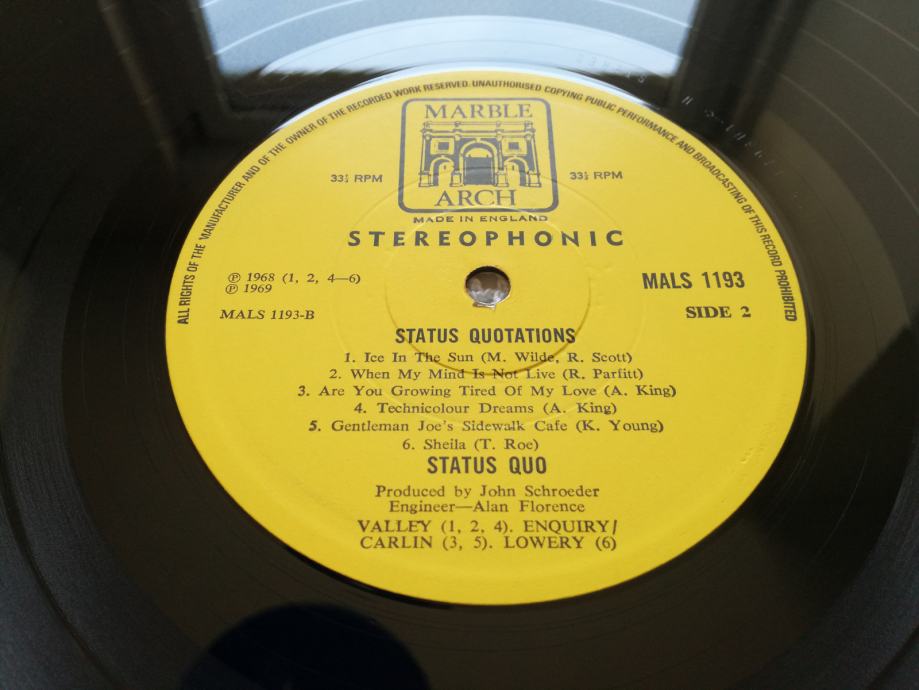 ALL RIGHTS OF THE MANUFACTURER AND OF THE OWNER OF THE RECORDED WORK RESERVED. UNAUTHORISED COPYING PUBLIC PERFORMANCE AND BROADCASTING OF THIS RECORD PROHIBITED
MARBLE
ARCH
33⅓ RPM
33⅓ RPM
MADE IN ENGLAND
STEREOPHONIC
℗ 1968 (1, 2, 4—6)
℗ 1969
MALS 1193
MALS 1193-B
SIDE 2
STATUS QUOTATIONS
1. Ice In The Sun (M. Wilde, R. Scott)
2. When My Mind Is Not Live (R. Parfitt)
3. Are You Growing Tired Of My Love (A. King)
4. Technicolour Dreams (A. King)
5. Gentleman Joe's Sidewalk Cafe (K. Young)
6. Sheila (T. Roe)
STATUS QUO
Produced by John Schroeder
Engineer—Alan Florence
VALLEY (1, 2, 4). ENQUIRY/
CARLIN (3, 5). LOWERY (6)